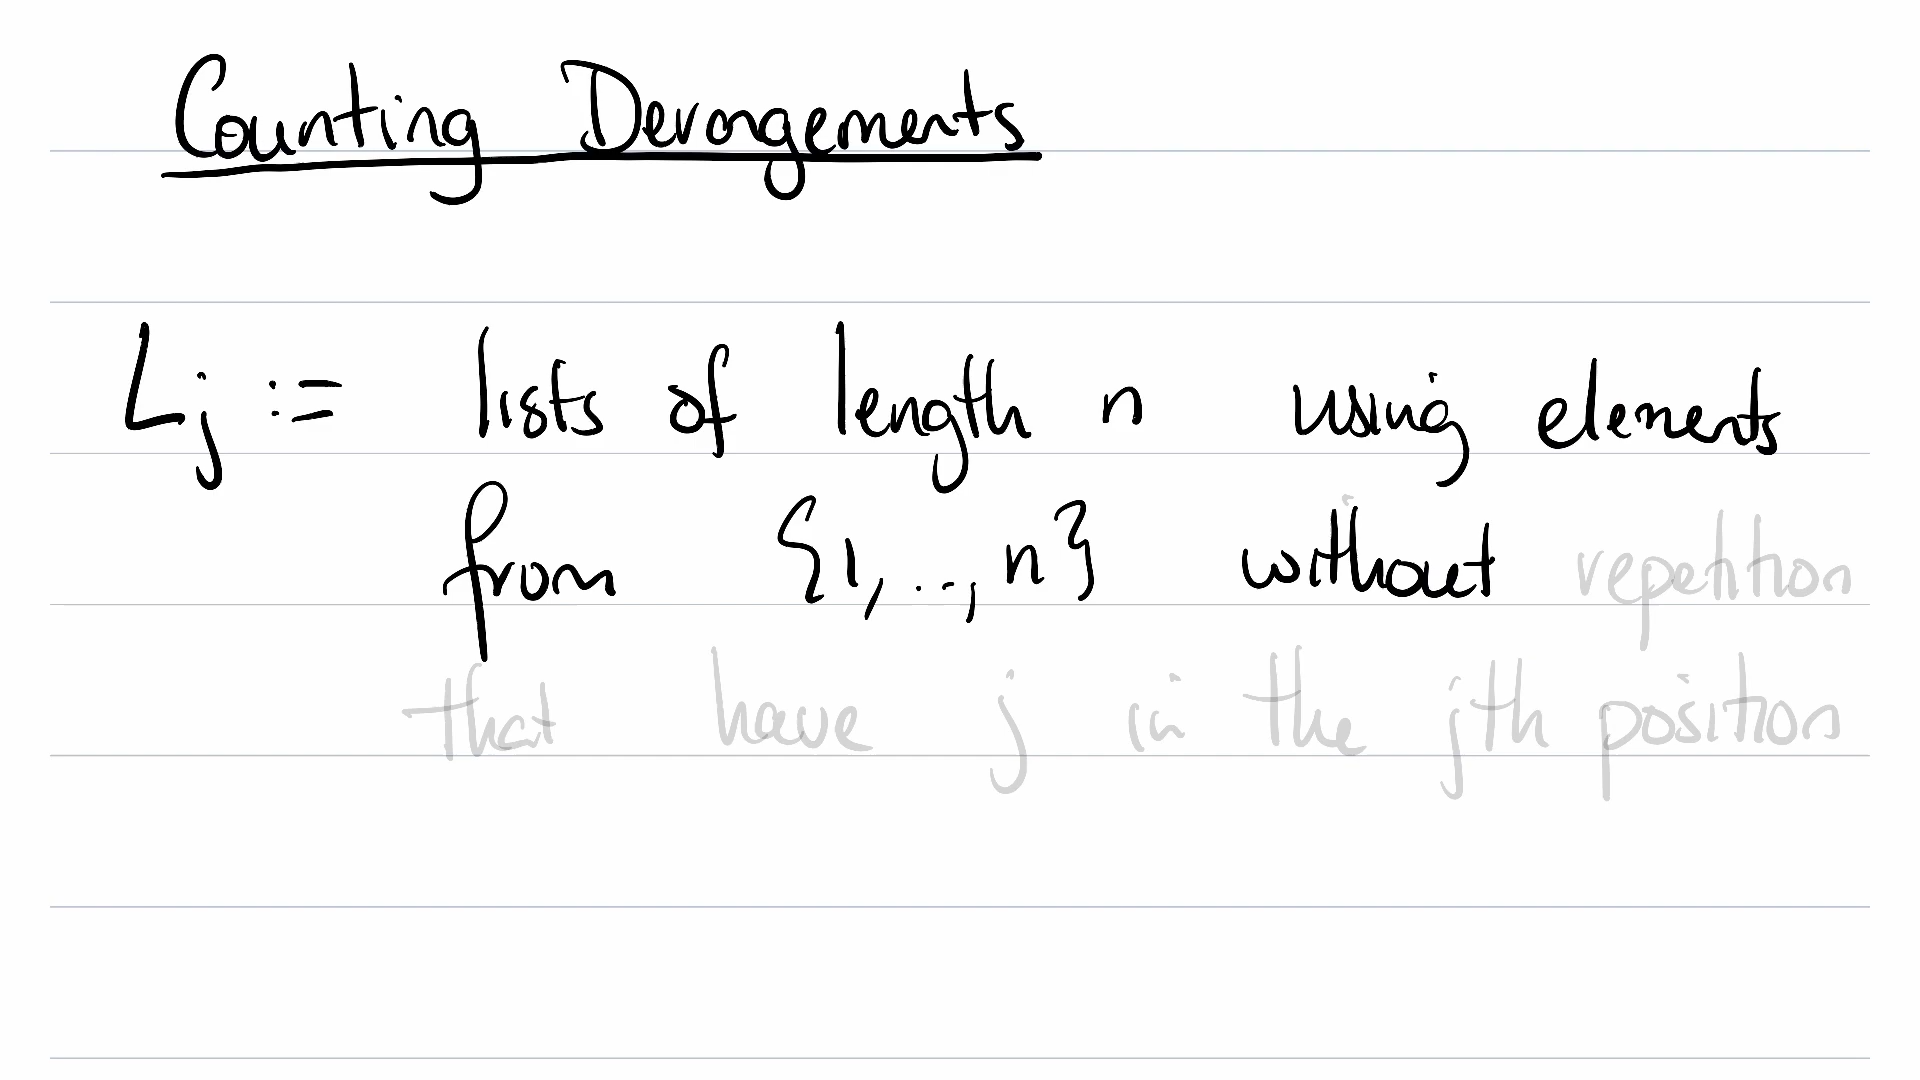 Counting Derangements
Lj := lists of length n using elements
from {1,..,n} without repetition
that have j in the jth position